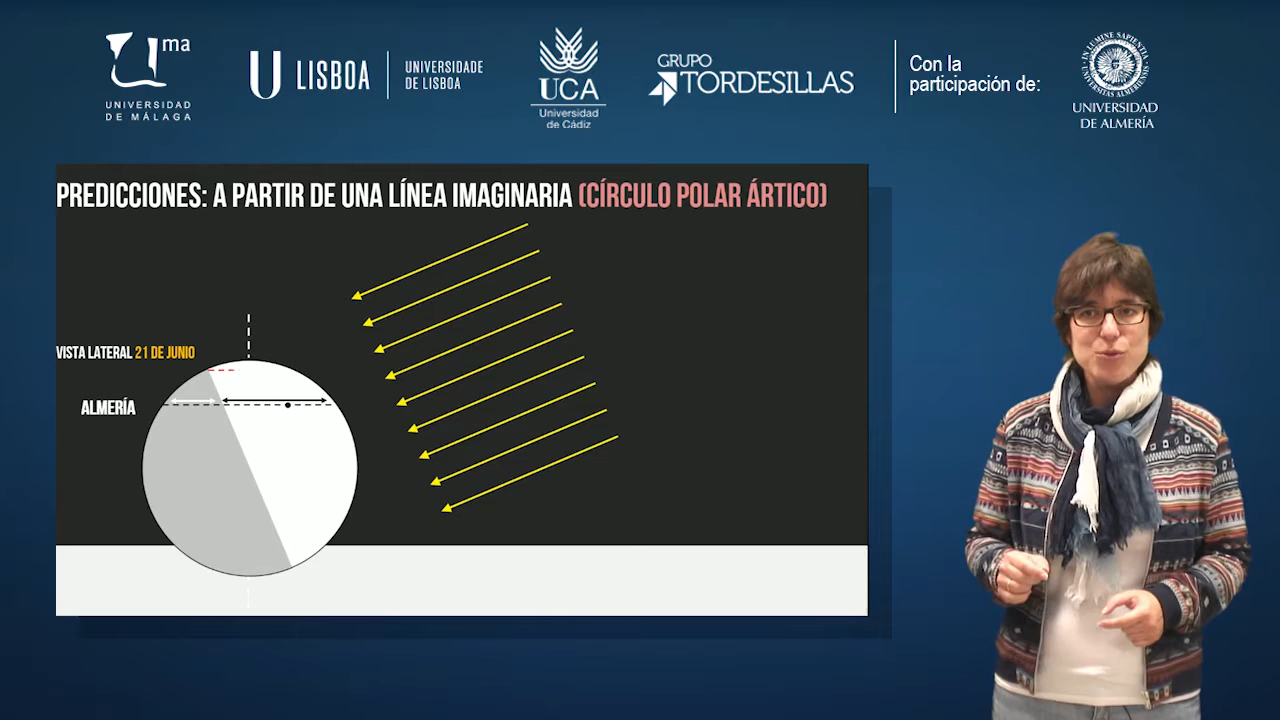 uma
UNIVERSIDAD
DE MÁLAGA
U LISBOA
UNIVERSIDADE
DE LISBOA
UCA
Universidad
de Cádiz
GRUPO
TORDESILLAS
Con la
participación de:
UNIVERSIDAD
DE ALMERÍA
PREDICCIONES: A PARTIR DE UNA LÍNEA IMAGINARIA (CÍRCULO POLAR ÁRTICO)
VISTA LATERAL 21 DE JUNIO
ALMERÍA